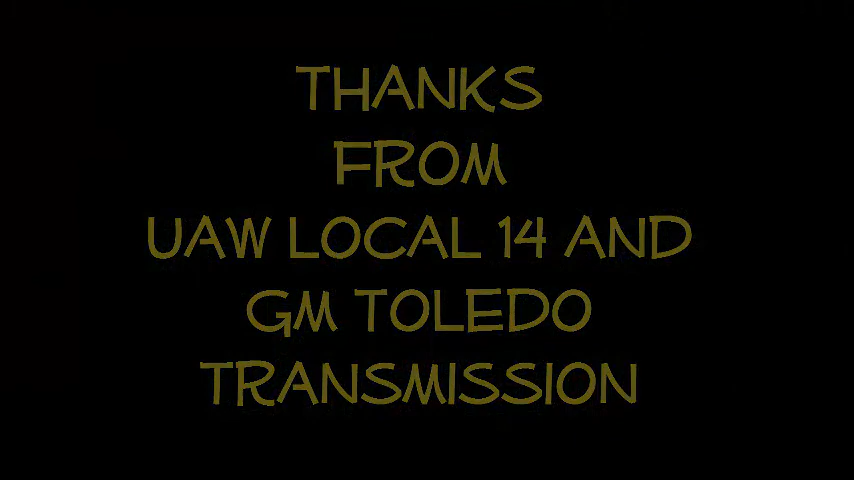 THANKS
FROM
UAW LOCAL 14 AND
GM TOLEDO
TRANSMISSION